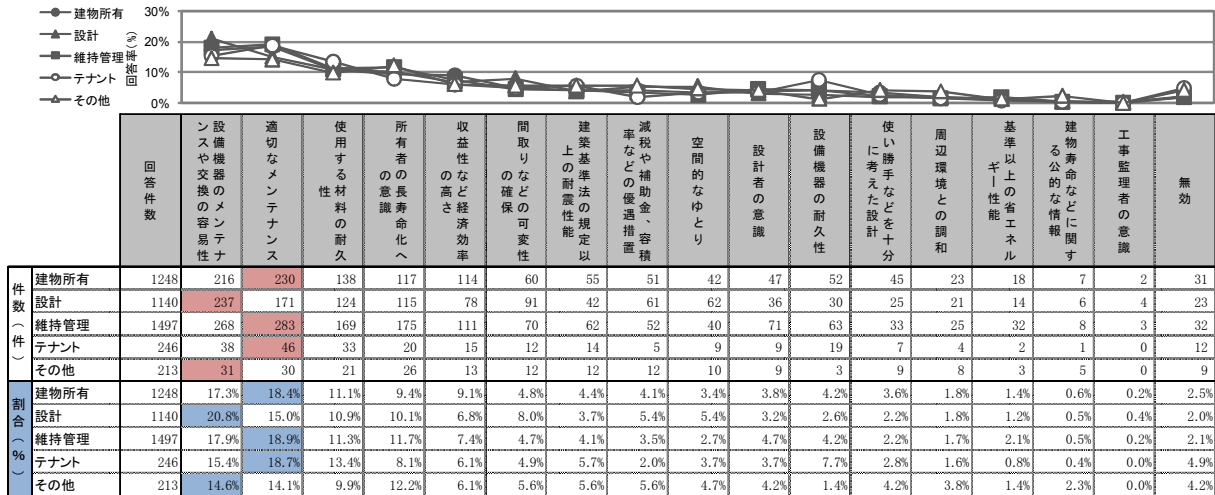 建物所有
設計
維持管理
テナント
その他
回答率(%)
30%
20%
10%
0%
回答件数
設備機器のメンテナンスや交換の容易性
適切なメンテナンス
使用する材料の耐久性
所有者の長寿命化への意識
収益性など経済効率の高さ
間取りなどの可変性の確保
建築基準法の規定以上の耐震性能
減税や補助金、容積率などの優遇措置
空間的なゆとり
設計者の意識
設備機器の耐久性
使い勝手などを十分に考えた設計
周辺環境との調和
基準以上の省エネルギー性能
建物寿命などに関する公的な情報
工事監理者の意識
無効
件数(件)
建物所有 1248 216 230 138 117 114 60 55 51 42 47 52 45 23 18 7 2 31
設計 1140 237 171 124 115 78 91 42 61 62 36 30 25 21 14 6 4 23
維持管理 1497 268 283 169 175 111 70 62 52 40 71 63 33 25 32 8 3 32
テナント 246 38 46 33 20 15 12 14 5 9 9 19 7 4 2 1 0 12
その他 213 31 30 21 26 13 12 12 12 10 9 3 9 8 3 5 0 9
割合(%)
建物所有 1248 17.3% 18.4% 11.1% 9.4% 9.1% 4.8% 4.4% 4.1% 3.4% 3.8% 4.2% 3.6% 1.8% 1.4% 0.6% 0.2% 2.5%
設計 1140 20.8% 15.0% 10.9% 10.1% 6.8% 8.0% 3.7% 5.4% 5.4% 3.2% 2.6% 2.2% 1.8% 1.2% 0.5% 0.4% 2.0%
維持管理 1497 17.9% 18.9% 11.3% 11.7% 7.4% 4.7% 4.1% 3.5% 2.7% 4.7% 4.2% 2.2% 1.7% 2.1% 0.5% 0.2% 2.1%
テナント 246 15.4% 18.7% 13.4% 8.1% 6.1% 4.9% 5.7% 2.0% 3.7% 3.7% 7.7% 2.8% 1.6% 0.8% 0.4% 0.0% 4.9%
その他 213 14.6% 14.1% 9.9% 12.2% 6.1% 5.6% 5.6% 5.6% 4.7% 4.2% 1.4% 4.2% 3.8% 1.4% 2.3% 0.0% 4.2%